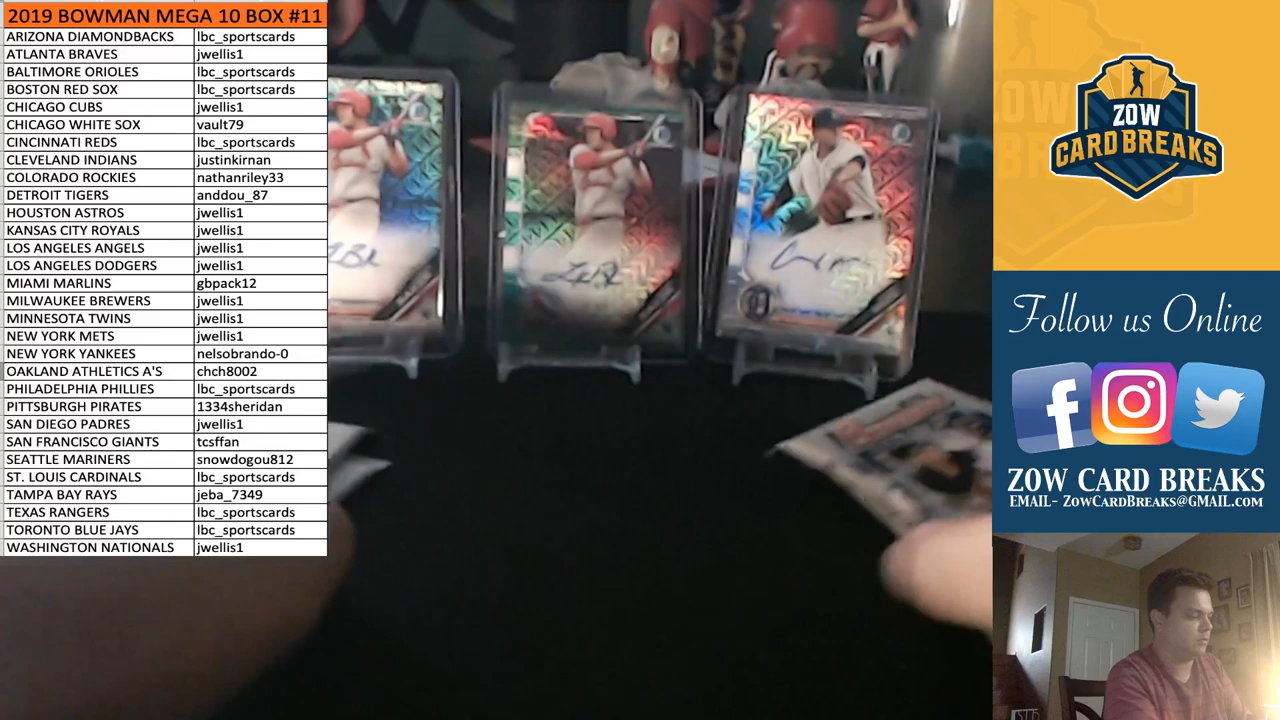 2019 BOWMAN MEGA 10 BOX #11
ARIZONA DIAMONDBACKS lbc_sportscards
ATLANTA BRAVES jwellis1
BALTIMORE ORIOLES lbc_sportscards
BOSTON RED SOX lbc_sportscards
CHICAGO CUBS jwellis1
CHICAGO WHITE SOX vault79
CINCINNATI REDS lbc_sportscards
CLEVELAND INDIANS justinkirnan
COLORADO ROCKIES nathanriley33
DETROIT TIGERS anddou_87
HOUSTON ASTROS jwellis1
KANSAS CITY ROYALS jwellis1
LOS ANGELES ANGELS jwellis1
LOS ANGELES DODGERS jwellis1
MIAMI MARLINS gbpack12
MILWAUKEE BREWERS jwellis1
MINNESOTA TWINS jwellis1
NEW YORK METS jwellis1
NEW YORK YANKEES nelsobrando-0
OAKLAND ATHLETICS A'S chch8002
PHILADELPHIA PHILLIES lbc_sportscards
PITTSBURGH PIRATES 1334sheridan
SAN DIEGO PADRES jwellis1
SAN FRANCISCO GIANTS tcsffan
SEATTLE MARINERS snowdogou812
ST. LOUIS CARDINALS lbc_sportscards
TAMPA BAY RAYS jeba_7349
TEXAS RANGERS lbc_sportscards
TORONTO BLUE JAYS lbc_sportscards
WASHINGTON NATIONALS jwellis1
ZOW
CARD BREAKS
Follow us Online
ZOW CARD BREAKS
EMAIL- ZOWCARDBREAKS@GMAIL.COM